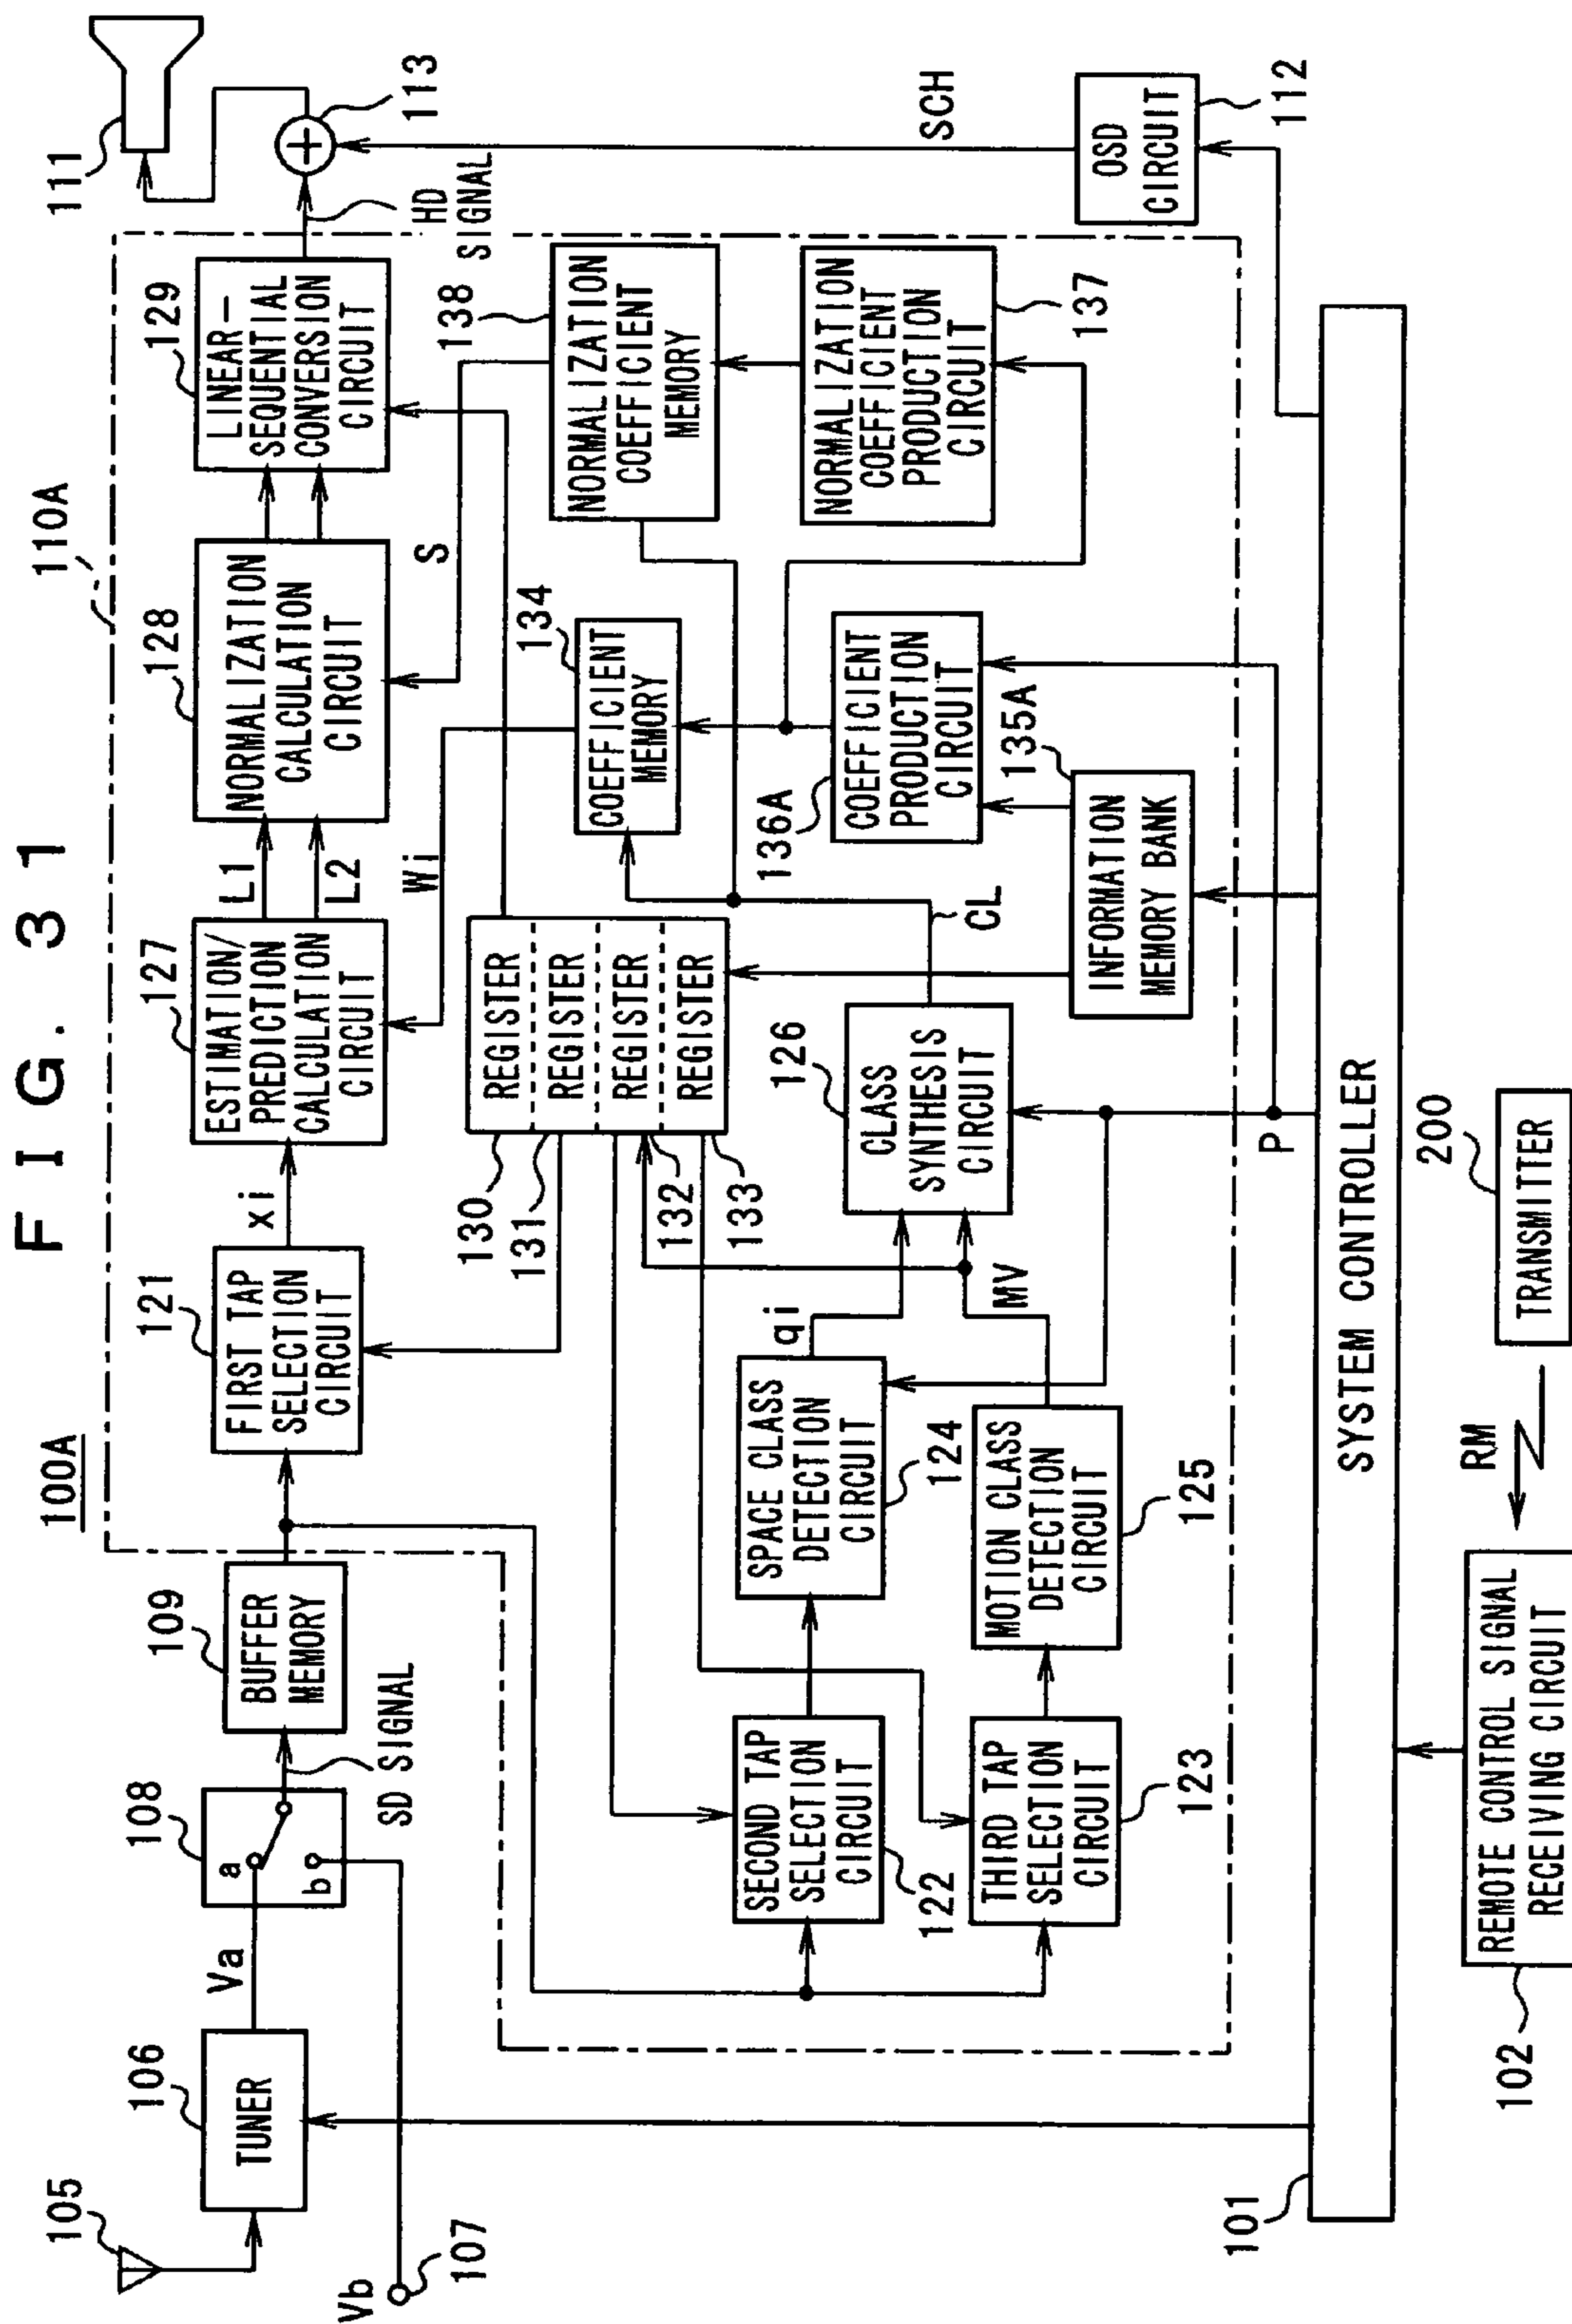 FIG. 31
100A
110A
105
106
TUNER
Va
Vb
107
108
a
b
SD SIGNAL
109
BUFFER
MEMORY
121
FIRST TAP
SELECTION
CIRCUIT
xi
127
ESTIMATION/
PREDICTION
CALCULATION
CIRCUIT
L1
L2
128
NORMALIZATION
CALCULATION
CIRCUIT
129
LINEAR-
SEQUENTIAL
CONVERSION
CIRCUIT
HD
SIGNAL
111
113
Wi
S
130
131
132
133
REGISTER
REGISTER
REGISTER
REGISTER
134
COEFFICIENT
MEMORY
138
NORMALIZATION
COEFFICIENT
MEMORY
SECOND TAP
SELECTION
CIRCUIT
122
SPACE CLASS
DETECTION
CIRCUIT
124
qi
MV
126
CLASS
SYNTHESIS
CIRCUIT
CL
136A
COEFFICIENT
PRODUCTION
CIRCUIT
NORMALIZATION
COEFFICIENT
PRODUCTION
CIRCUIT
137
THIRD TAP
SELECTION
CIRCUIT
123
MOTION CLASS
DETECTION
CIRCUIT
125
135A
INFORMATION
MEMORY BANK
SCH
OSD
CIRCUIT
112
P
101
SYSTEM CONTROLLER
102
REMOTE CONTROL SIGNAL
RECEIVING CIRCUIT
RM
200
TRANSMITTER